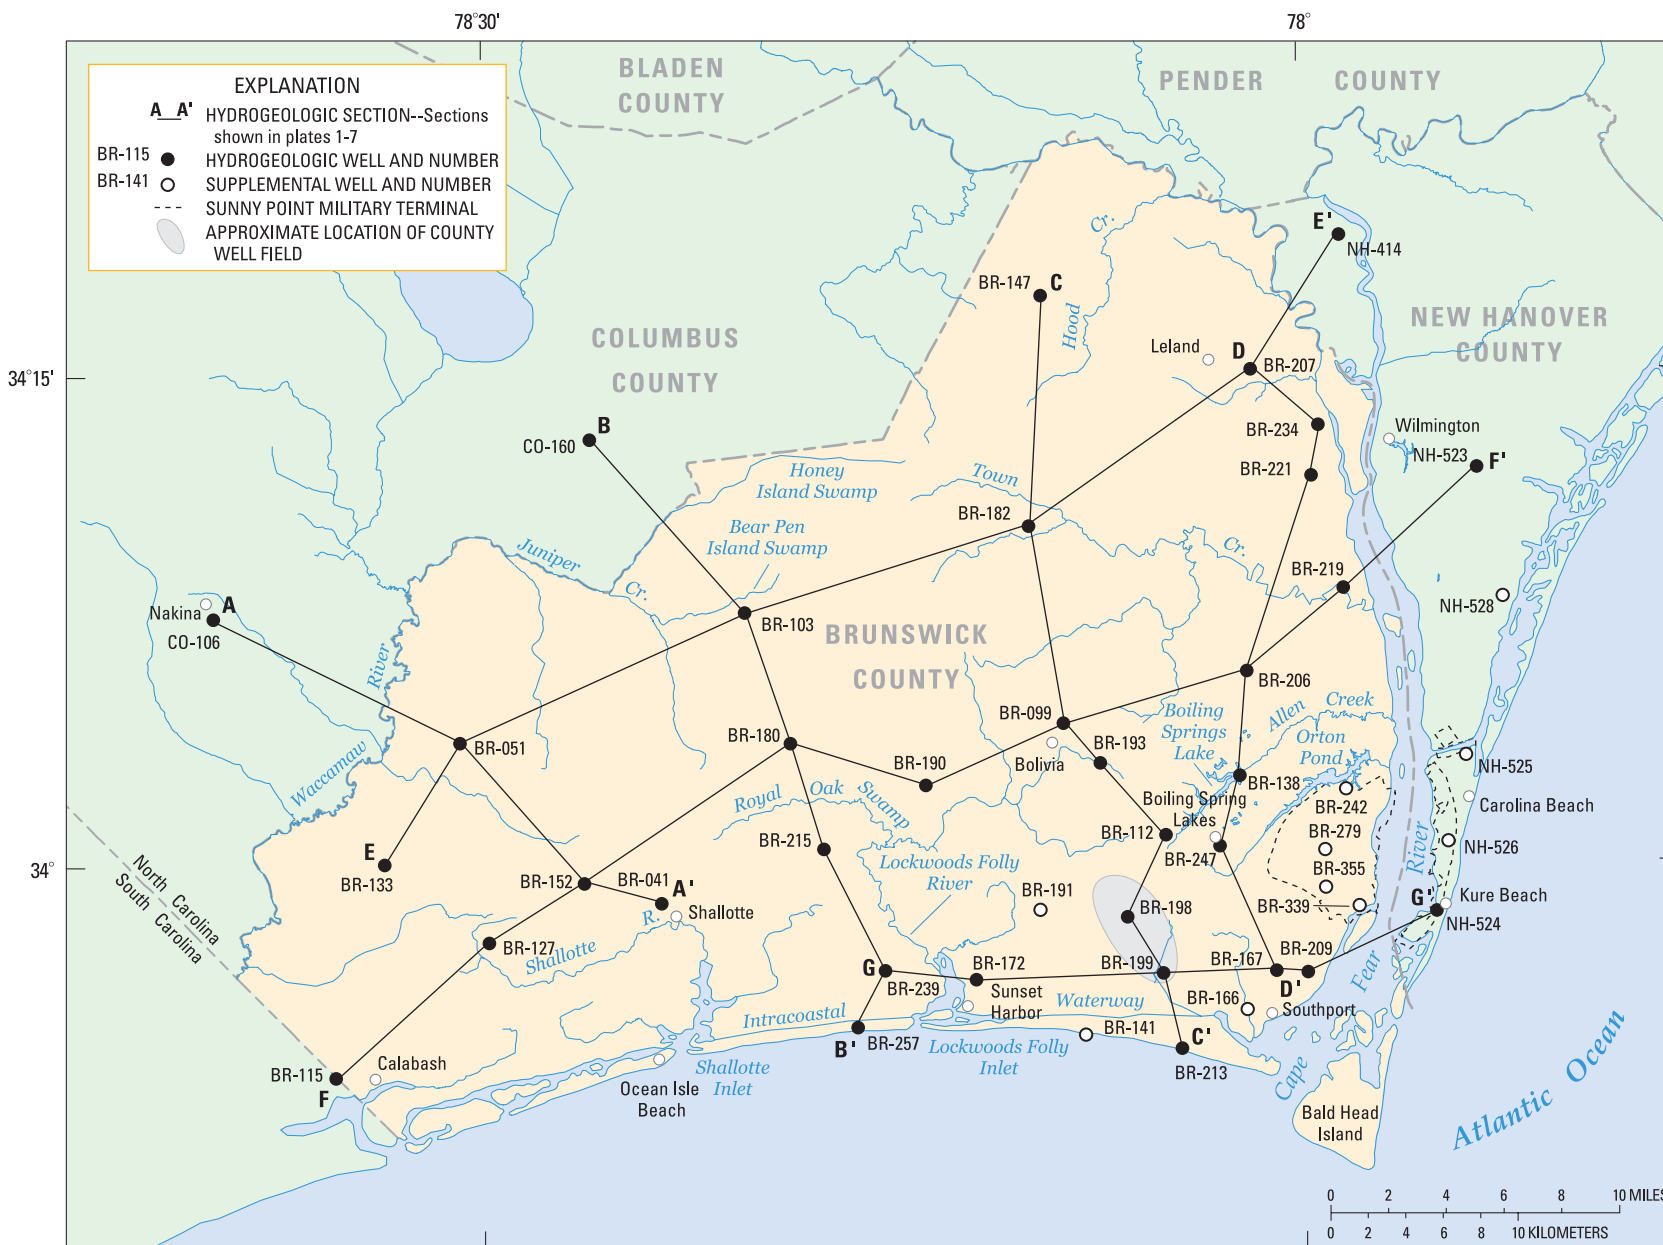 78°30'
78°
EXPLANATION
A A' HYDROGEOLOGIC SECTION--Sections
shown in plates 1-7
BR-115 HYDROGEOLOGIC WELL AND NUMBER
BR-141 SUPPLEMENTAL WELL AND NUMBER
SUNNY POINT MILITARY TERMINAL
APPROXIMATE LOCATION OF COUNTY
WELL FIELD
BLADEN
COUNTY
PENDER COUNTY
E'
NH-414
Cr.
Hood
BR-147 C
COLUMBUS
COUNTY
NEW HANOVER
COUNTY
Leland
D
BR-207
34°15'
B
CO-160
BR-234
Wilmington
NH-523 F'
BR-221
Honey
Island Swamp
Town
BR-182
Bear Pen
Island Swamp
Juniper
Cr.
Cr.
BR-219
NH-528
Nakina A
CO-106
BR-103
BRUNSWICK
COUNTY
River
Waccamaw
BR-206
BR-099
Boiling
Springs
Lake
Allen Creek
Orton
Pond
BR-051
BR-180
BR-193
Bolivia
BR-190
BR-138
NH-525
Carolina Beach
Royal Oak Swamp
Boiling Spring
Lakes
BR-242
BR-112
BR-279
BR-247
BR-215
NH-526
River
34°
E
BR-133
North Carolina
South Carolina
BR-152
BR-041
A'
Shallotte
Lockwoods Folly
River
BR-191
BR-355
BR-339
Kure Beach
G'
NH-524
BR-198
R.
Shallotte
BR-127
G
BR-239
BR-172
BR-199
BR-167
BR-209
D'
Fear
Sunset
Harbor
Waterway
BR-166
Southport
Intracoastal
B'
BR-257
Lockwoods Folly
Inlet
BR-141
C'
BR-213
Cape
BR-115
F
Calabash
Shallotte
Inlet
Ocean Isle
Beach
Bald Head
Island
Atlantic Ocean
0 2 4 6 8 10 MILES
0 2 4 6 8 10 KILOMETERS